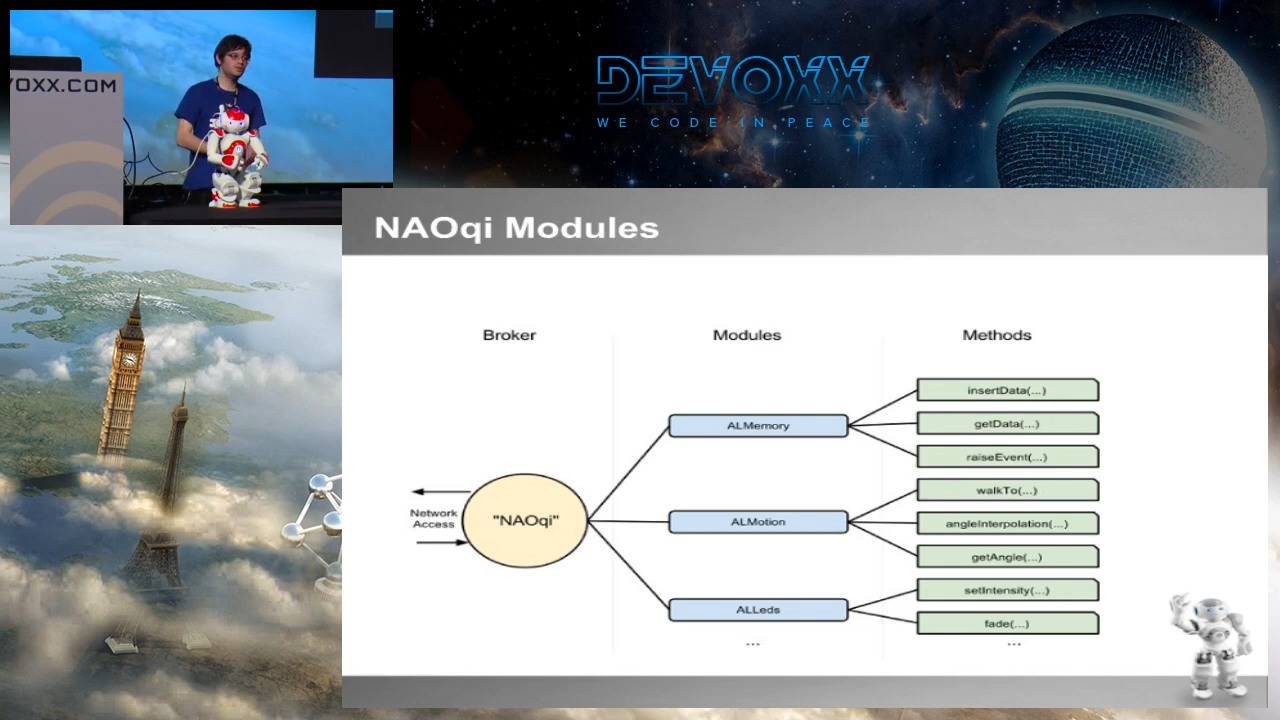 VOXX.COM
DEVOXX
WE CODE IN PEACE
NAOqi Modules
Broker
Modules
Methods
insertData(...)
ALMemory
getData(...)
raiseEvent(...)
walkTo(...)
Network
Access
"NAOqi"
ALMotion
angleInterpolation(...)
getAngle(...)
setIntensity(...)
ALLeds
fade(...)
...
...